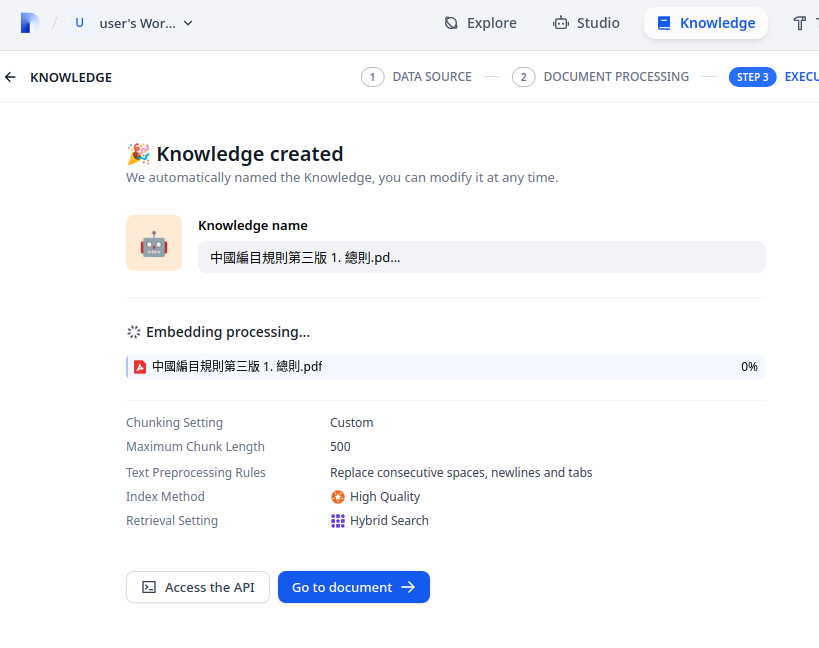 / U user's Wor... Explore Studio Knowledge
KNOWLEDGE 1 DATA SOURCE 2 DOCUMENT PROCESSING STEP 3 EXECU
Knowledge created
We automatically named the Knowledge, you can modify it at any time.
Knowledge name
中國編目規則第三版 1. 總則.pd...
Embedding processing...
中國編目規則第三版 1. 總則.pdf 0%
Chunking Setting Custom
Maximum Chunk Length 500
Text Preprocessing Rules Replace consecutive spaces, newlines and tabs
Index Method High Quality
Retrieval Setting Hybrid Search
Access the API Go to document